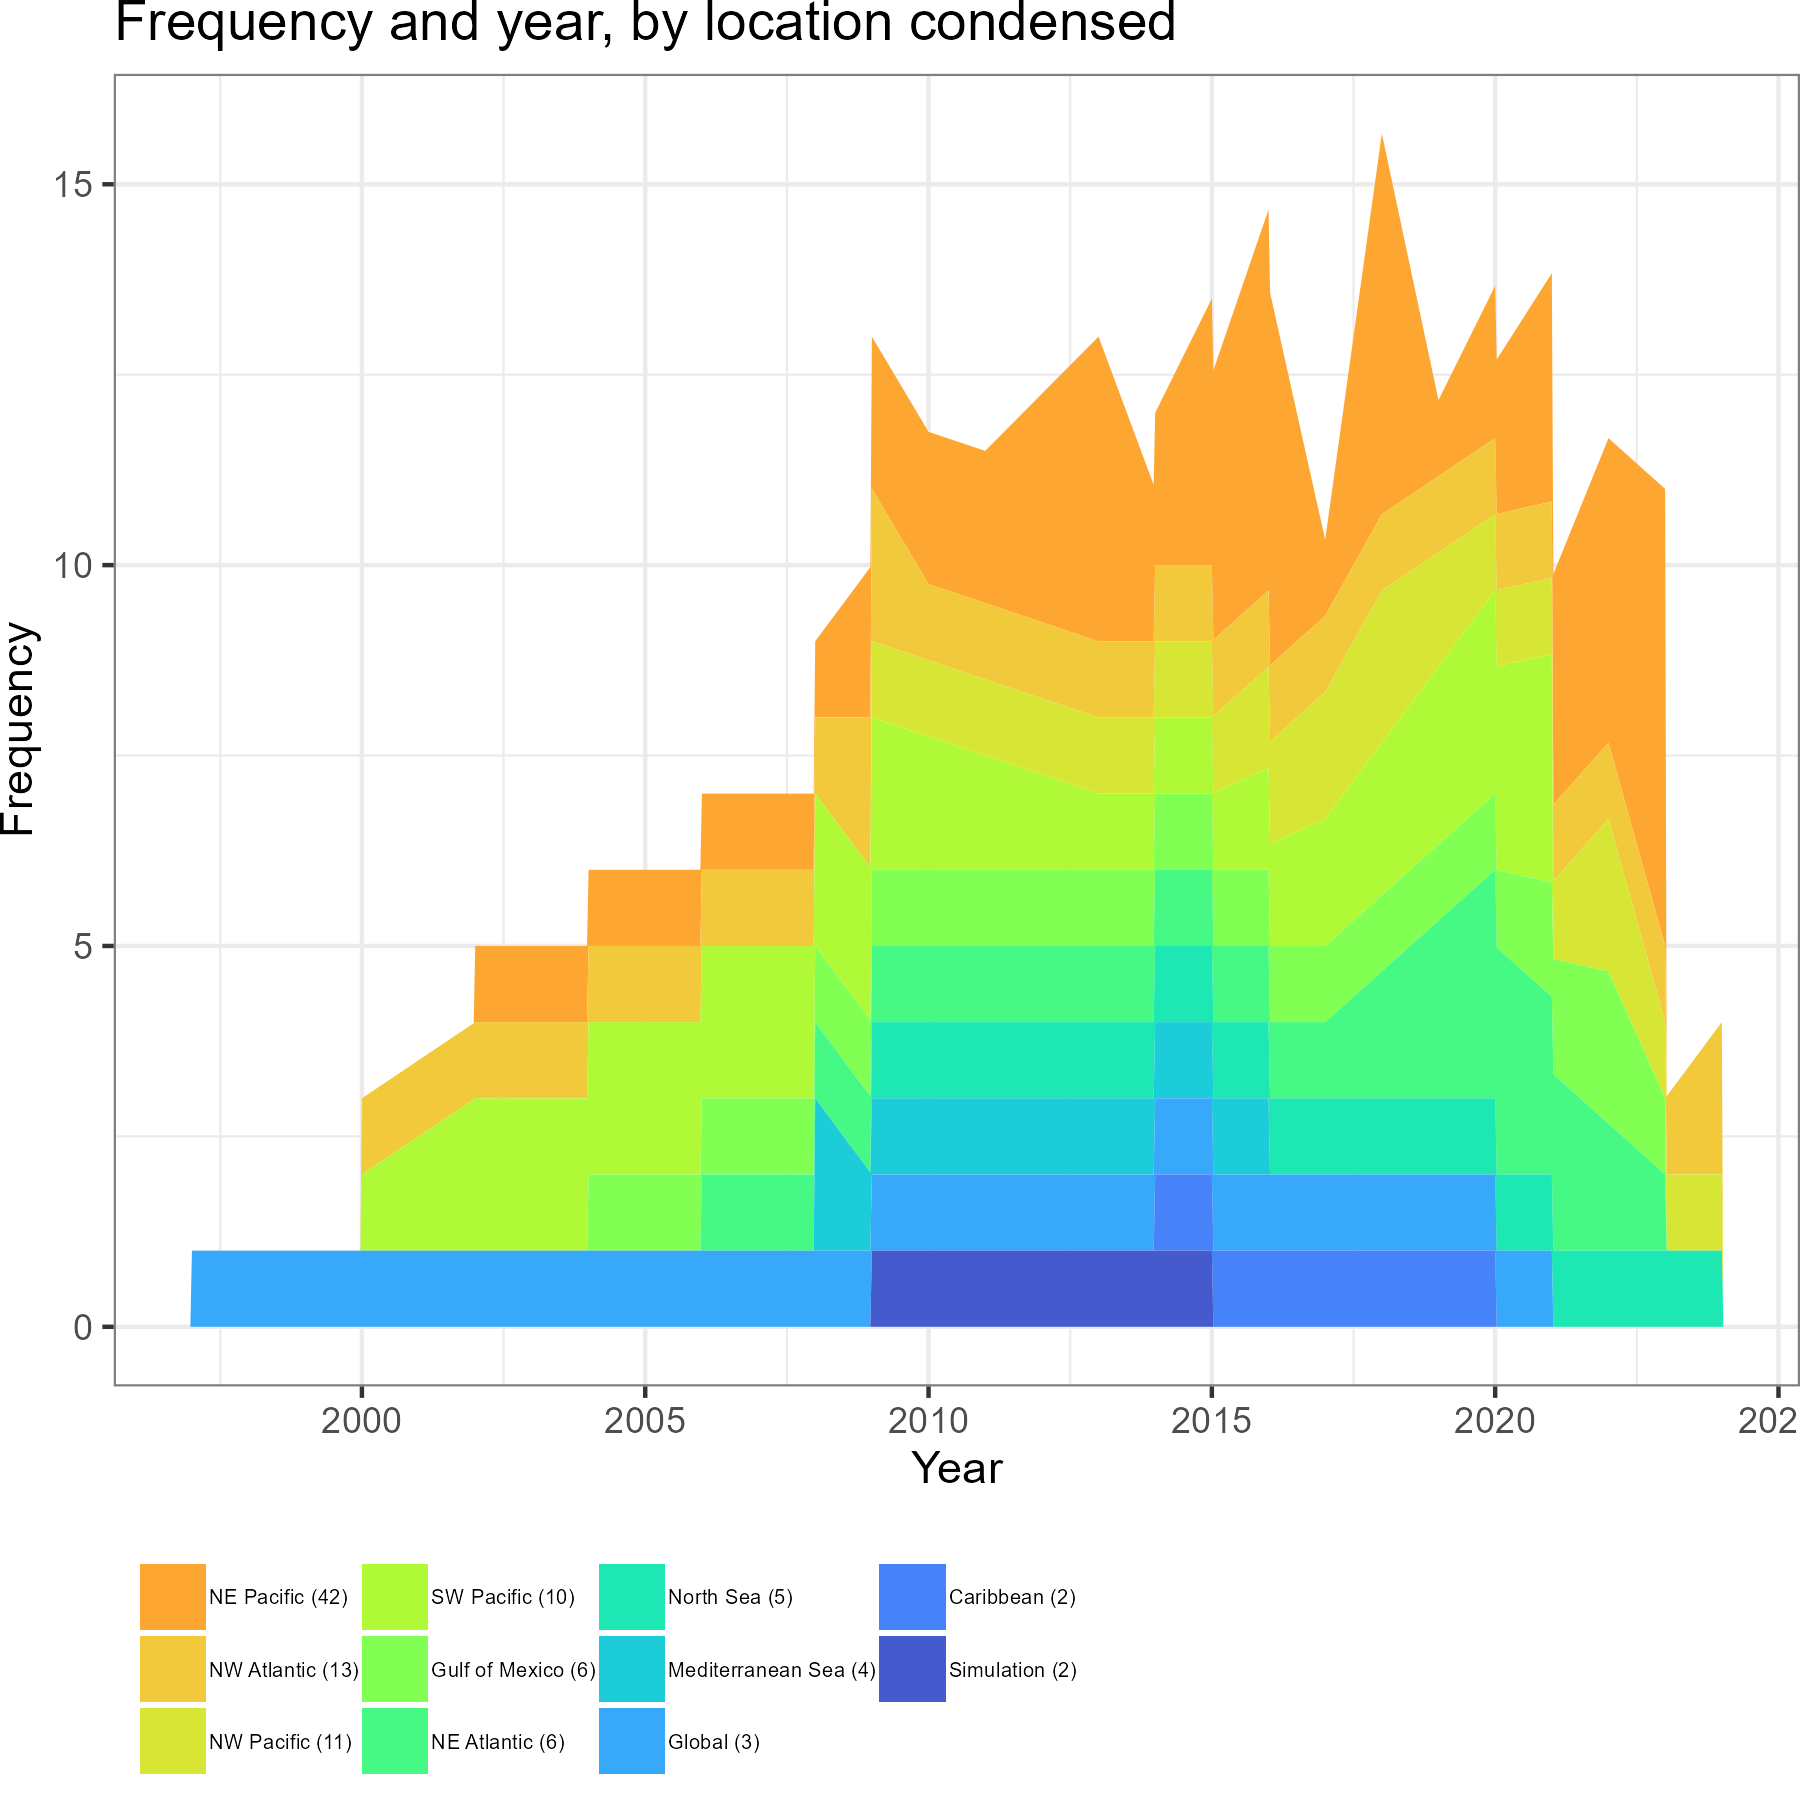 Frequency and year, by location condensed
15
10
5
0
Frequency
2000 2005 2010 2015 2020 202
Year
NE Pacific (42) SW Pacific (10) North Sea (5) Caribbean (2)
NW Atlantic (13) Gulf of Mexico (6) Mediterranean Sea (4) Simulation (2)
NW Pacific (11) NE Atlantic (6) Global (3)